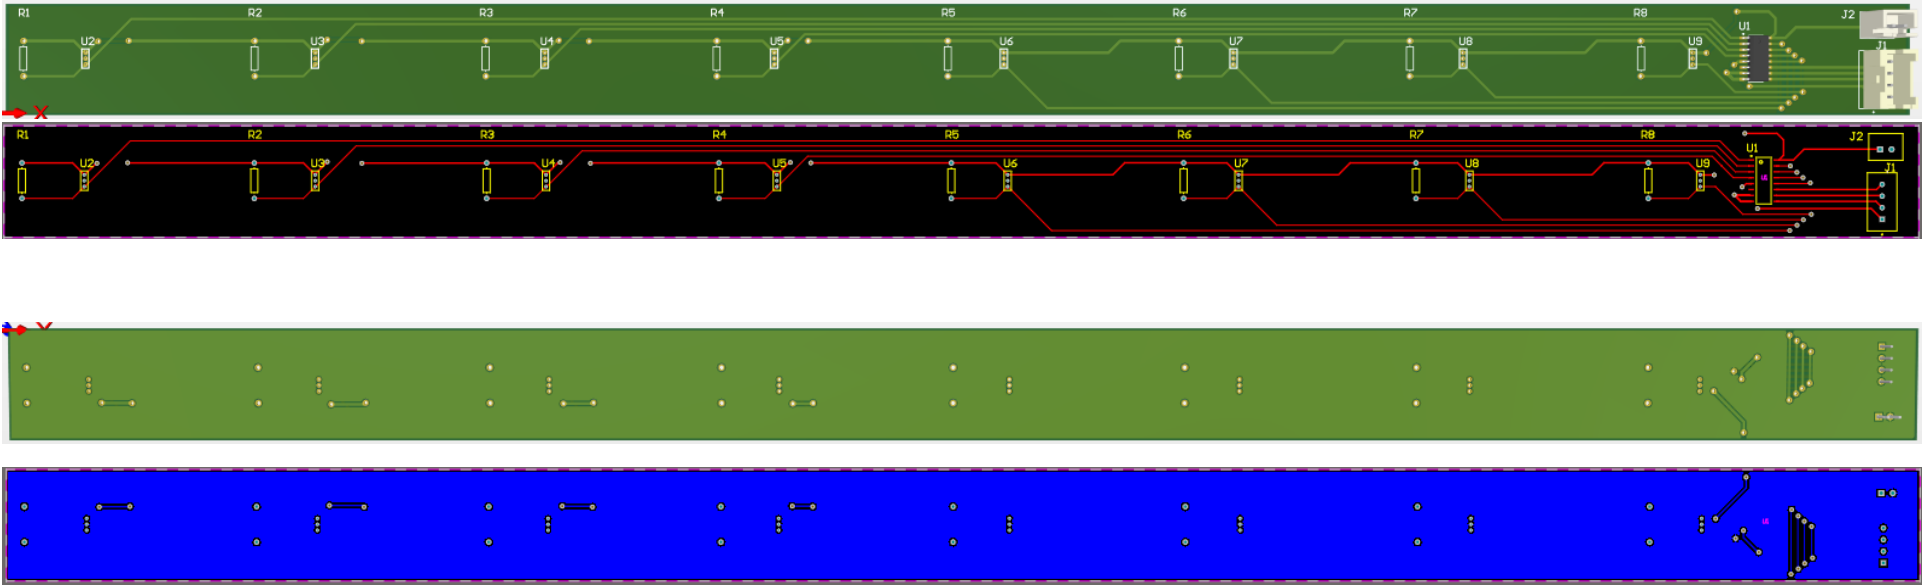 R1 R2 R3 R4 R5 R6 R7 R8 J2
U1
U2 U3 U4 U5 U6 U7 U8 U9 J1
X
R1 R2 R3 R4 R5 R6 R7 R8 J2
U1
U2 U3 U4 U5 U6 U7 U8 U9 J1